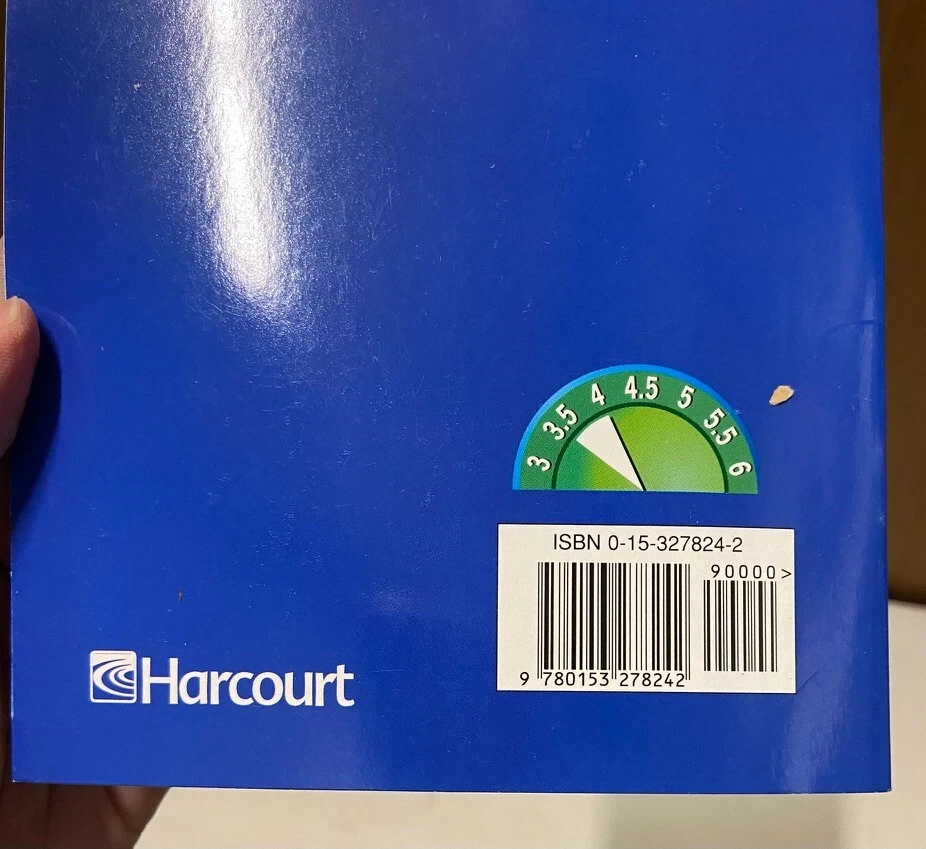 3 3.5 4 4.5 5 5.5 6
ISBN 0-15-327824-2
90000>
9 780153 278242
Harcourt